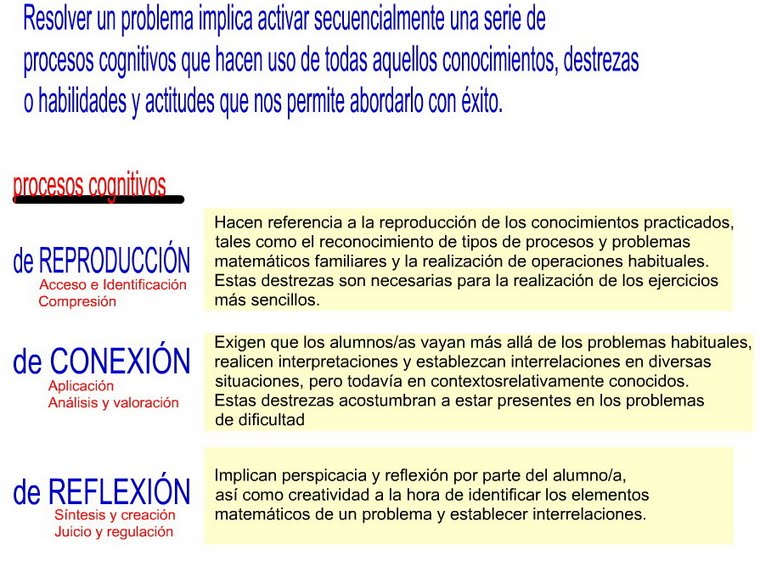 Resolver un problema implica activar secuencialmente una serie de
procesos cognitivos que hacen uso de todas aquellos conocimientos, destrezas
o habilidades y actitudes que nos permite abordarlo con éxito.
procesos cognitivos
de REPRODUCCIÓN
Acceso e Identificación
Compresión
Hacen referencia a la reproducción de los conocimientos practicados,
tales como el reconocimiento de tipos de procesos y problemas
matemáticos familiares y la realización de operaciones habituales.
Estas destrezas son necesarias para la realización de los ejercicios
más sencillos.
de CONEXIÓN
Aplicación
Análisis y valoración
Exigen que los alumnos/as vayan más allá de los problemas habituales,
realicen interpretaciones y establezcan interrelaciones en diversas
situaciones, pero todavía en contextosrelativamente conocidos.
Estas destrezas acostumbran a estar presentes en los problemas
de dificultad
de REFLEXIÓN
Síntesis y creación
Juicio y regulación
Implican perspicacia y reflexión por parte del alumno/a,
así como creatividad a la hora de identificar los elementos
matemáticos de un problema y establecer interrelaciones.